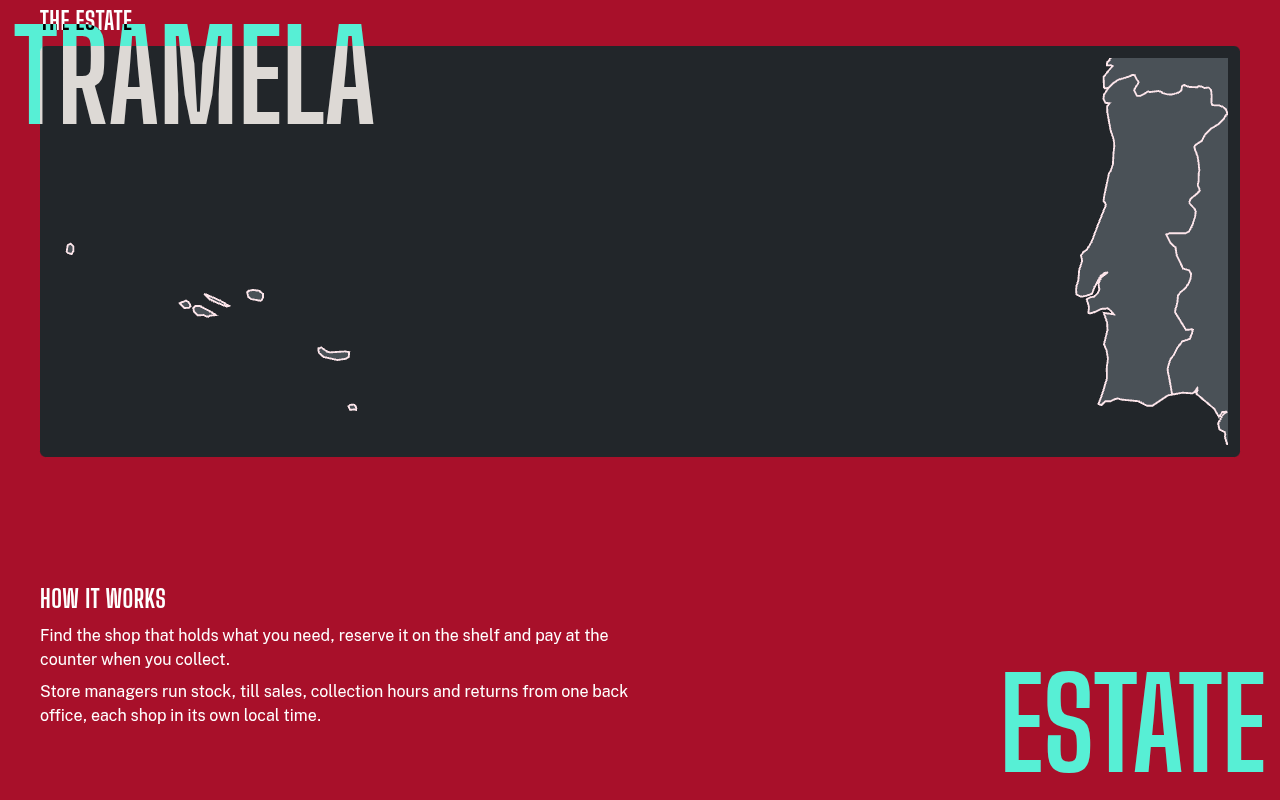 THE ESTATE
TRAMELA
HOW IT WORKS
Find the shop that holds what you need, reserve it on the shelf and pay at the
counter when you collect.
Store managers run stock, till sales, collection hours and returns from one back
office, each shop in its own local time.
ESTATE